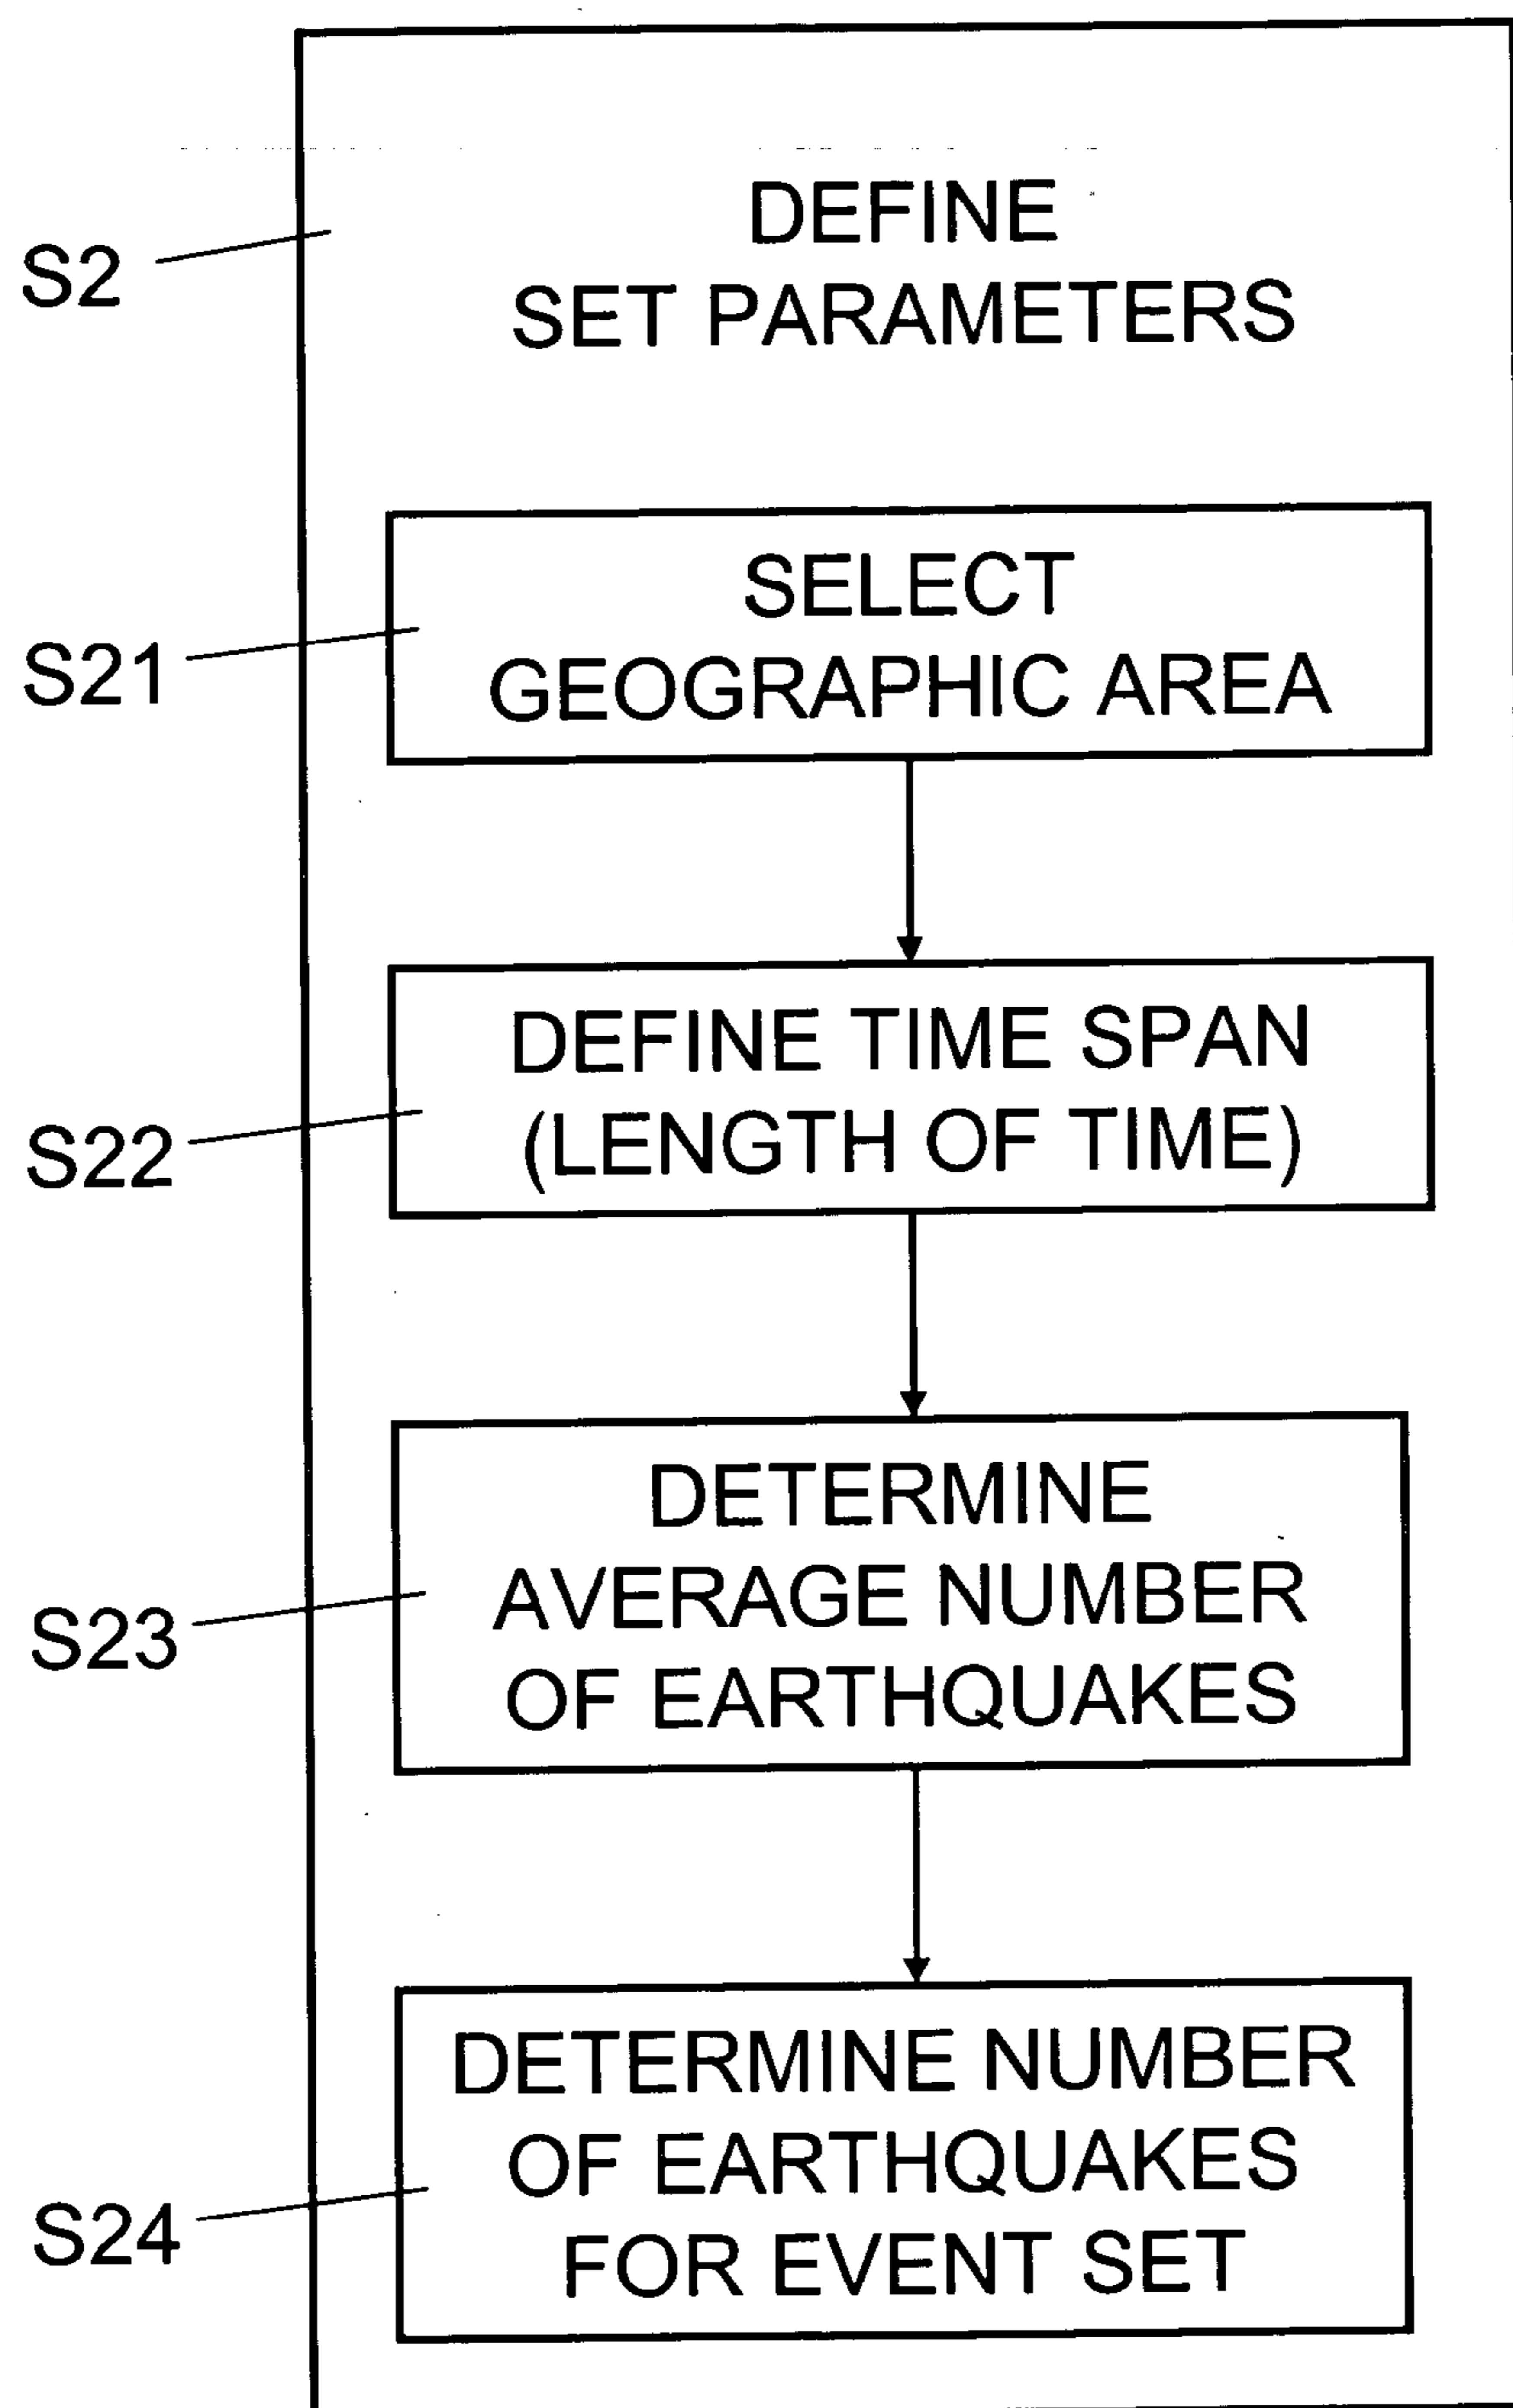 DEFINE
SET PARAMETERS
S2
SELECT
GEOGRAPHIC AREA
S21
DEFINE TIME SPAN
(LENGTH OF TIME)
S22
DETERMINE
AVERAGE NUMBER
OF EARTHQUAKES
S23
DETERMINE NUMBER
OF EARTHQUAKES
FOR EVENT SET
S24